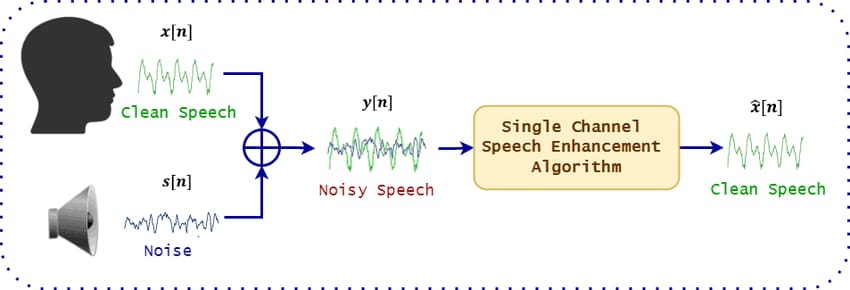 x[n]
Clean Speech
s[n]
Noise
y[n]
Noisy Speech
Single Channel
Speech Enhancement
Algorithm
x̂[n]
Clean Speech